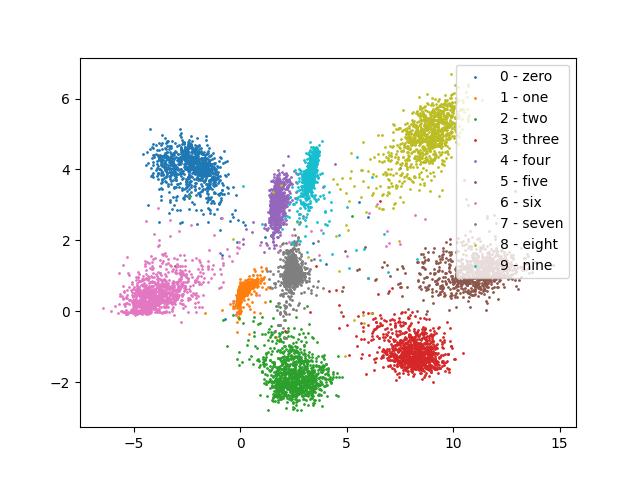 0 - zero
1 - one
2 - two
3 - three
4 - four
5 - five
6 - six
7 - seven
8 - eight
9 - nine
6
4
2
0
−2
−5
0
5
10
15